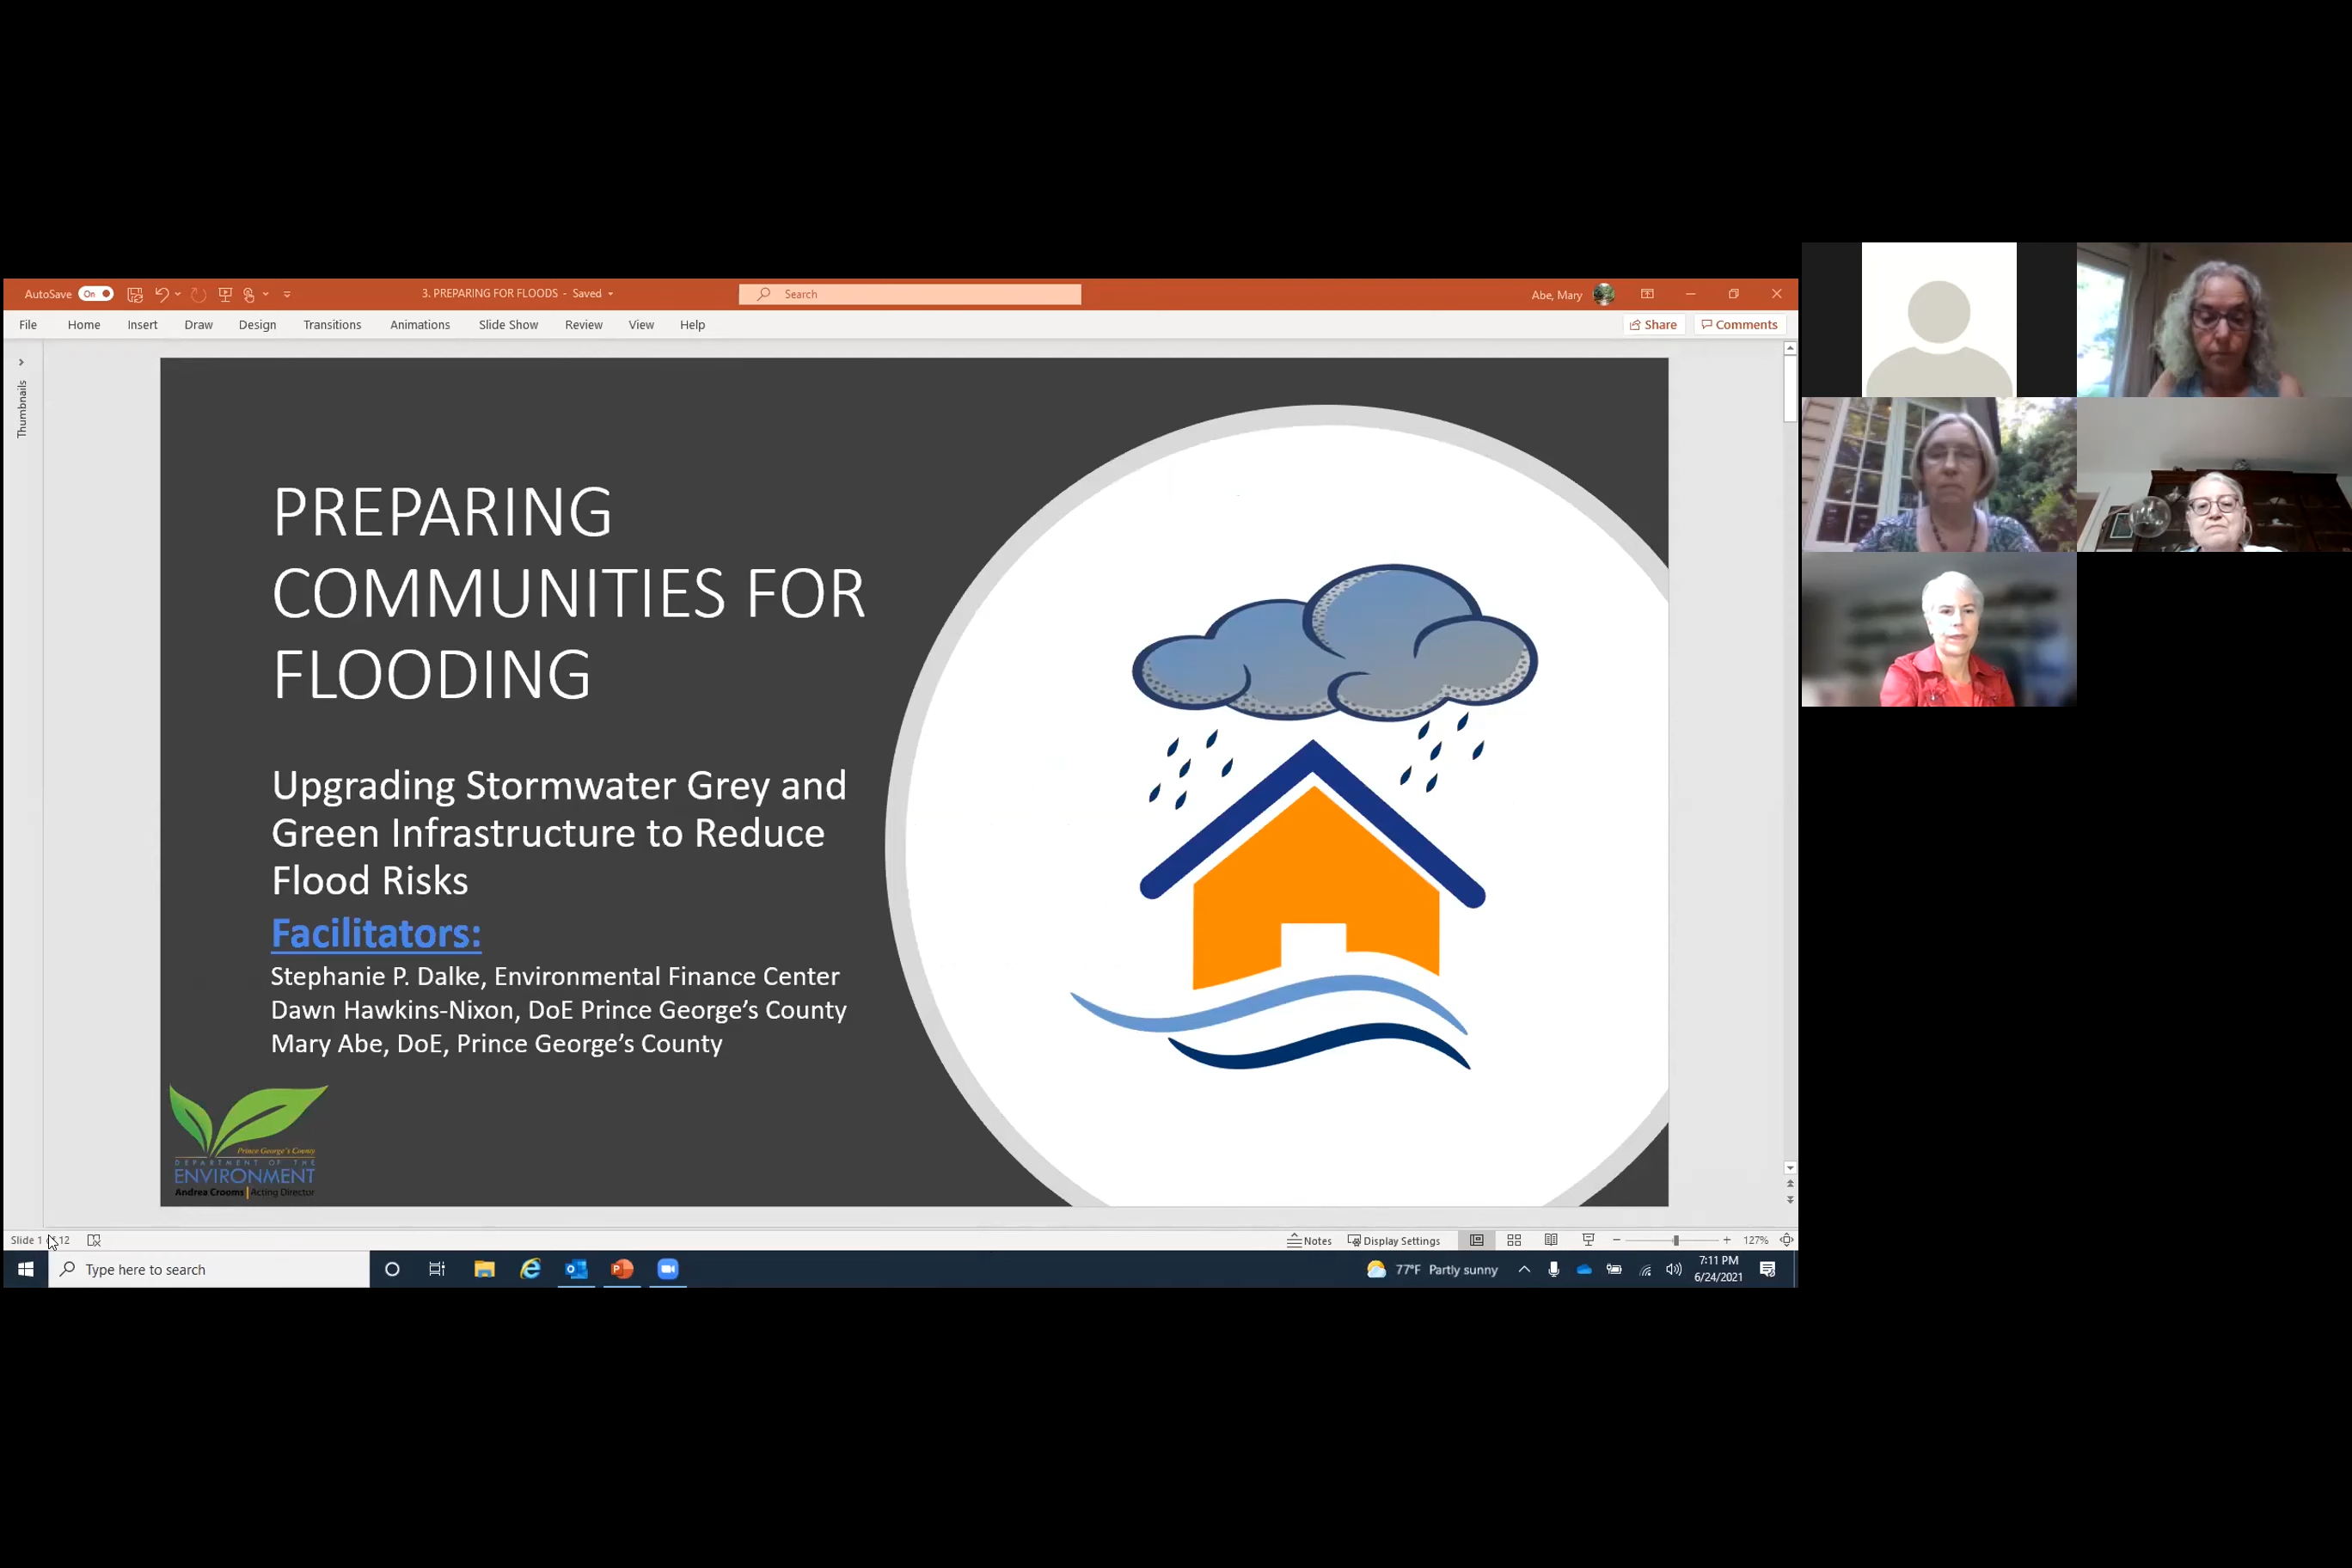 AutoSave On 3. PREPARING FOR FLOODS - Saved Search Abe, Mary
File Home Insert Draw Design Transitions Animations Slide Show Review View Help Share Comments
Thumbnails
PREPARING
COMMUNITIES FOR
FLOODING
Upgrading Stormwater Grey and
Green Infrastructure to Reduce
Flood Risks
Facilitators:
Stephanie P. Dalke, Environmental Finance Center
Dawn Hawkins-Nixon, DoE Prince George's County
Mary Abe, DoE, Prince George's County
Prince George's County
DEPARTMENT OF THE
ENVIRONMENT
Andrea Crooms | Acting Director
Slide 1 of 12 Notes Display Settings 127%
Type here to search 77°F Partly sunny 7:11 PM
6/24/2021